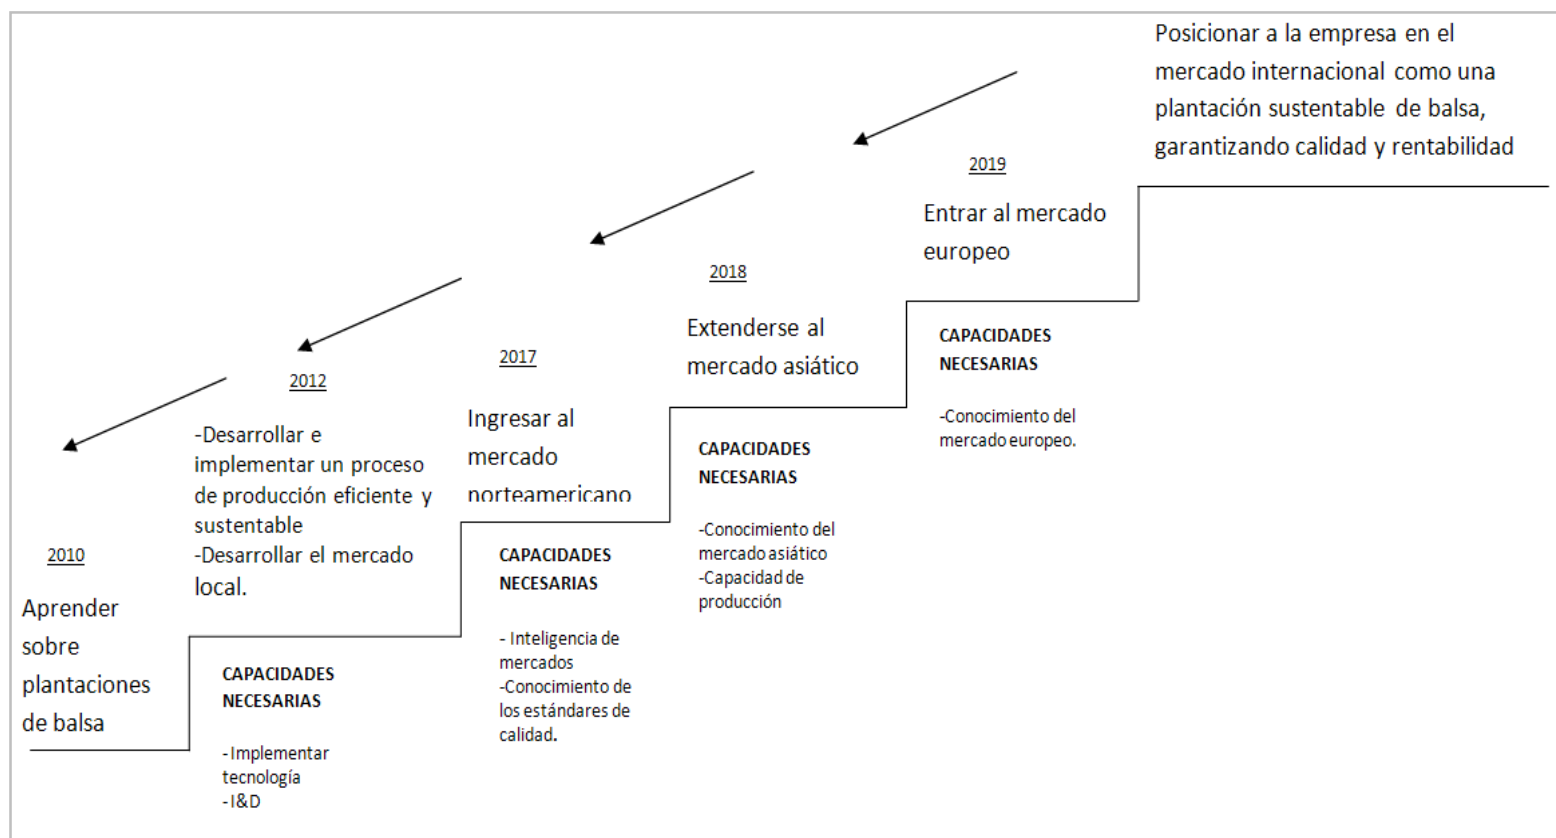 2010
Aprender
sobre
plantaciones
de balsa
2012
-Desarrollar e
implementar un proceso
de producción eficiente y
sustentable
-Desarrollar el mercado
local.
CAPACIDADES
NECESARIAS
-Implementar
tecnología
-I&D
2017
Ingresar al
mercado
norteamericano
CAPACIDADES
NECESARIAS
- Inteligencia de
mercados
-Conocimiento de
los estándares de
calidad.
2018
Extenderse al
mercado asiático
CAPACIDADES
NECESARIAS
-Conocimiento del
mercado asiático
-Capacidad de
producción
2019
Entrar al mercado
europeo
CAPACIDADES
NECESARIAS
-Conocimiento del
mercado europeo.
Posicionar a la empresa en el
mercado internacional como una
plantación sustentable de balsa,
garantizando calidad y rentabilidad